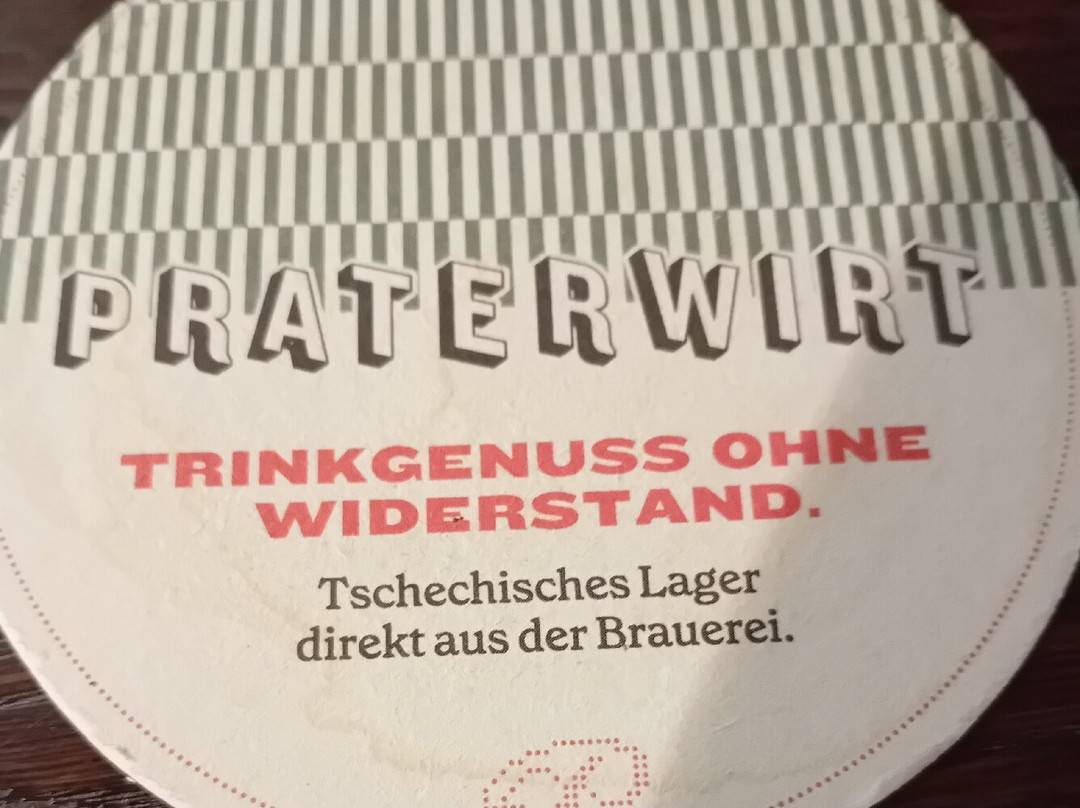 PRATERWIRT
TRINKGENUSS OHNE
WIDERSTAND.
Tschechisches Lager
direkt aus der Brauerei.